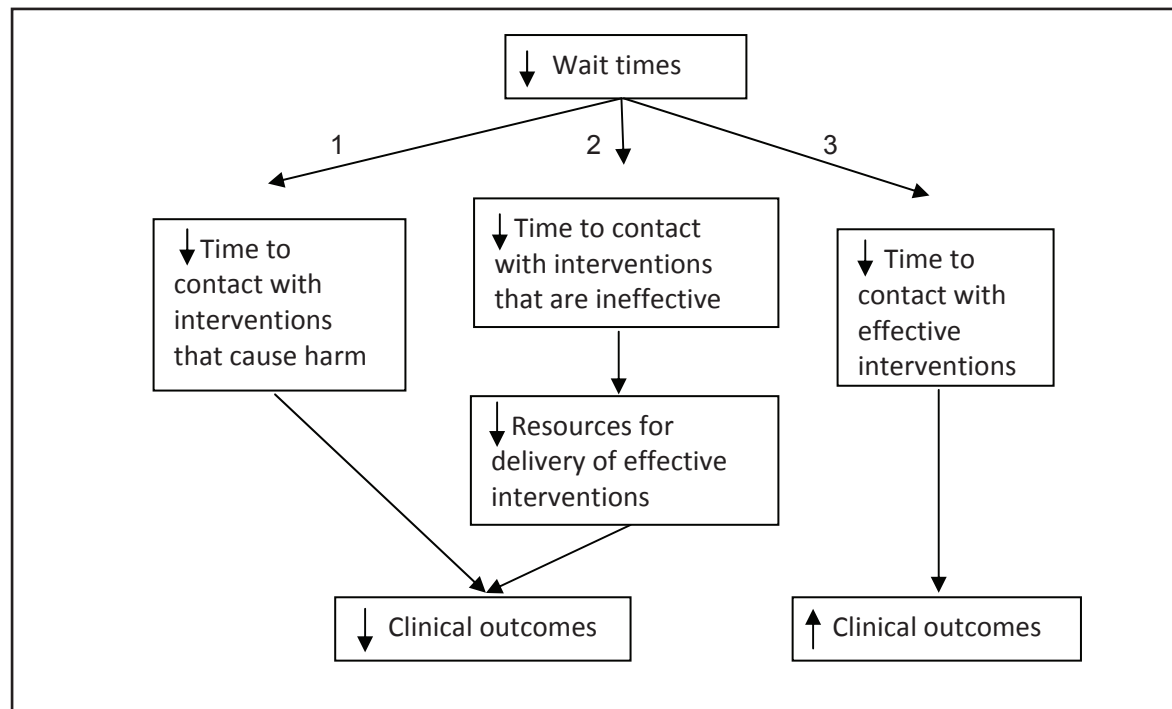 ↓ Wait times
1
2
3
↓ Time to
contact with
interventions
that cause harm
↓ Time to contact
with interventions
that are ineffective
↓ Time to
contact with
effective
interventions
↓ Resources for
delivery of effective
interventions
↓ Clinical outcomes
↑ Clinical outcomes